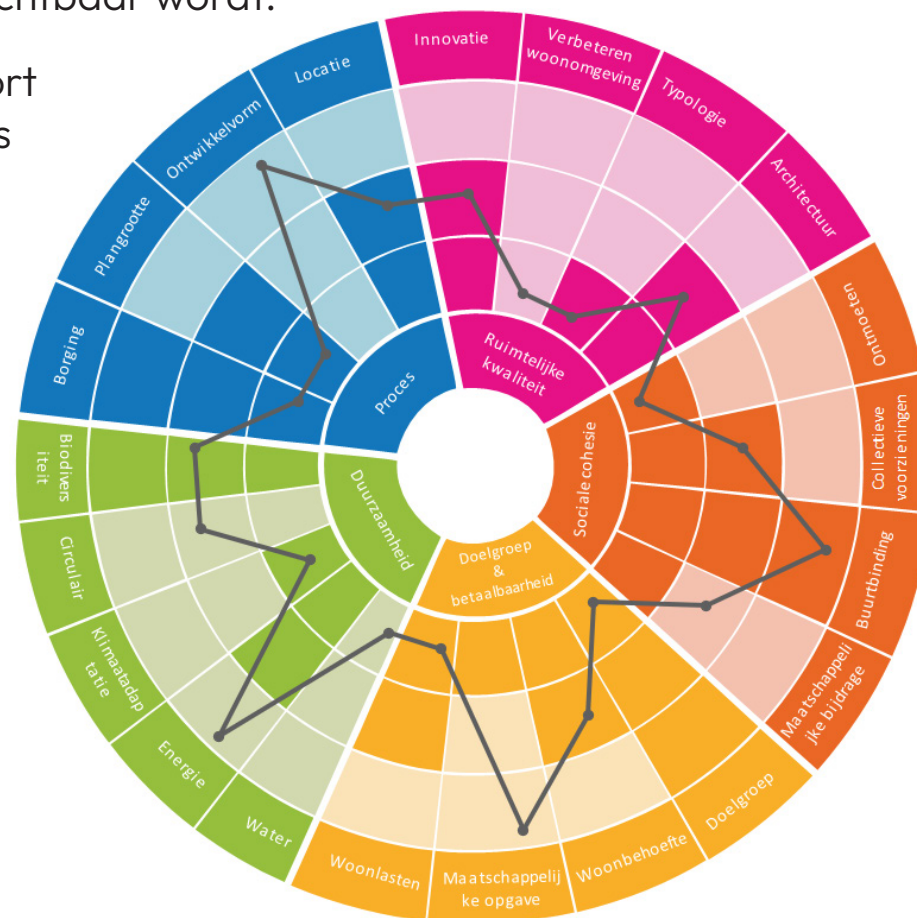 chtbaar wordt.
ort
s
Innovatie
Verbeteren
woonomgeving
Typologie
Architectuur
Ontmoeten
Collectieve
voorzieningen
Buurtbinding
Maatschappeli
jke bijdrage
Doelgroep
Woonbehoefte
Maatschappelij
ke opgave
Woonlasten
Water
Energie
Klimaatadap
tatie
Circulair
Biodivers
iteit
Borging
Plangrootte
Ontwikkelvorm
Locatie
Ruimtelijke
kwaliteit
Sociale cohesie
Doelgroep
&
betaalbaarheid
Duurzaamheid
Proces